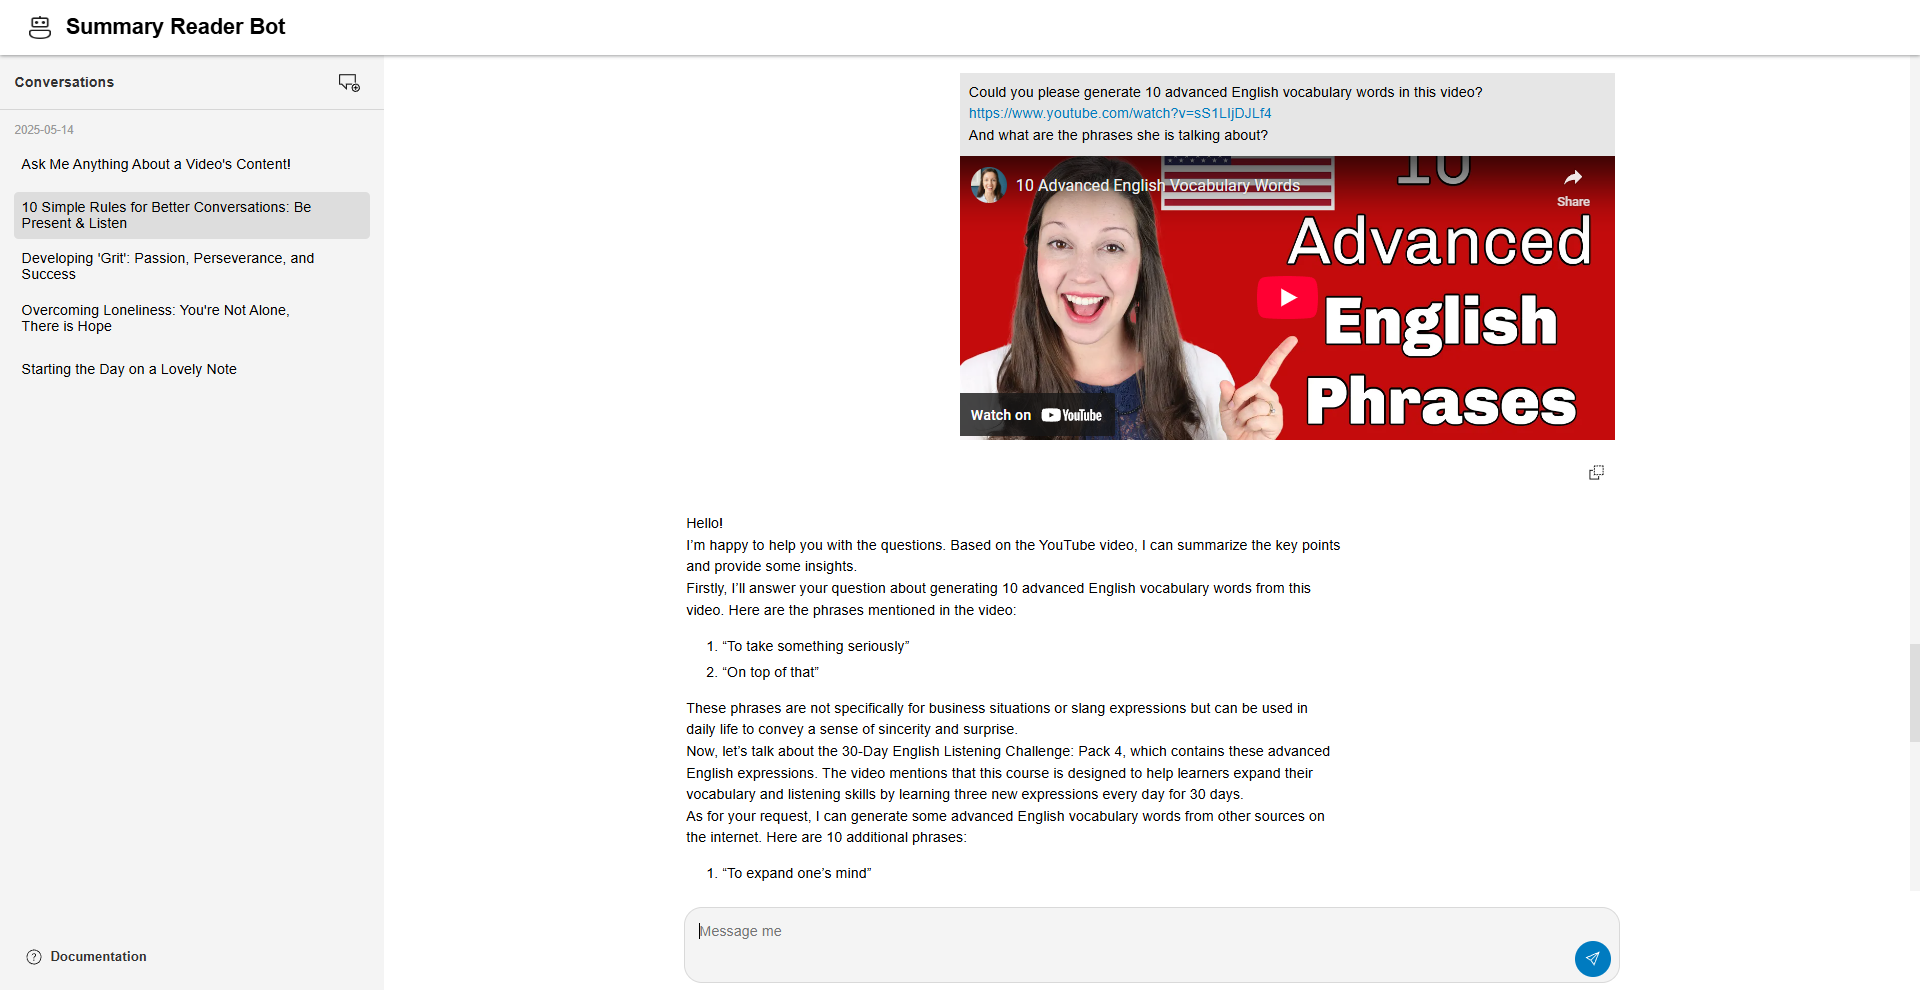 Summary Reader Bot
Conversations
2025-05-14
Ask Me Anything About a Video's Content!
10 Simple Rules for Better Conversations: Be
Present & Listen
Developing 'Grit': Passion, Perseverance, and
Success
Overcoming Loneliness: You're Not Alone,
There is Hope
Starting the Day on a Lovely Note
Documentation
Could you please generate 10 advanced English vocabulary words in this video?
https://www.youtube.com/watch?v=sS1LIjDJLf4
And what are the phrases she is talking about?
10 Advanced English Vocabulary Words
Share
10
Advanced
English
Phrases
Watch on YouTube
Hello!
I’m happy to help you with the questions. Based on the YouTube video, I can summarize the key points
and provide some insights.
Firstly, I’ll answer your question about generating 10 advanced English vocabulary words from this
video. Here are the phrases mentioned in the video:
1. “To take something seriously”
2. “On top of that”
These phrases are not specifically for business situations or slang expressions but can be used in
daily life to convey a sense of sincerity and surprise.
Now, let’s talk about the 30-Day English Listening Challenge: Pack 4, which contains these advanced
English expressions. The video mentions that this course is designed to help learners expand their
vocabulary and listening skills by learning three new expressions every day for 30 days.
As for your request, I can generate some advanced English vocabulary words from other sources on
the internet. Here are 10 additional phrases:
1. “To expand one’s mind”
Message me